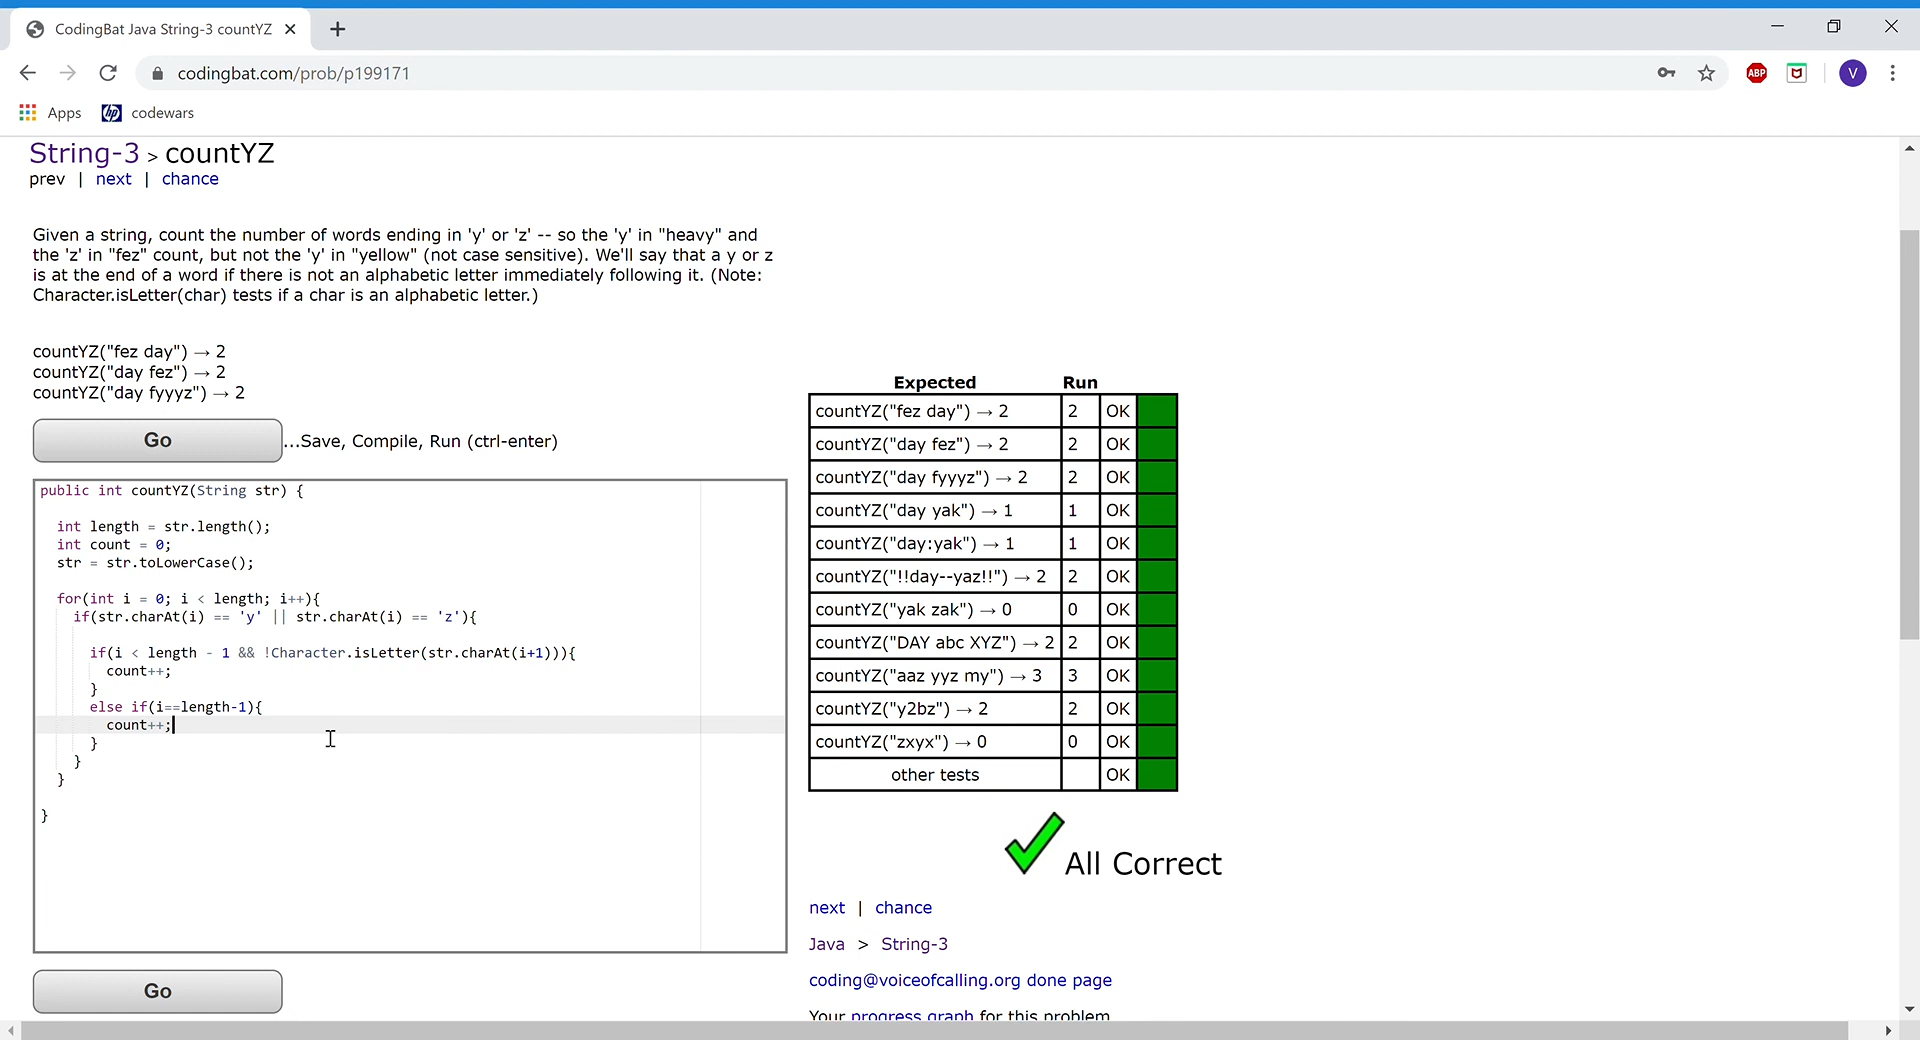 CodingBat Java String-3 countYZ
codingbat.com/prob/p199171
ABP
V
Apps
hp
codewars
String-3 > countYZ
prev | next | chance
Given a string, count the number of words ending in 'y' or 'z' -- so the 'y' in "heavy" and
the 'z' in "fez" count, but not the 'y' in "yellow" (not case sensitive). We'll say that a y or z
is at the end of a word if there is not an alphabetic letter immediately following it. (Note:
Character.isLetter(char) tests if a char is an alphabetic letter.)
countYZ("fez day") → 2
countYZ("day fez") → 2
countYZ("day fyyyz") → 2
Go
...Save, Compile, Run (ctrl-enter)
public int countYZ(String str) {
int length = str.length();
int count = 0;
str = str.toLowerCase();
for(int i = 0; i < length; i++){
if(str.charAt(i) == 'y' || str.charAt(i) == 'z'){
if(i < length - 1 && !Character.isLetter(str.charAt(i+1))){
count++;
}
else if(i==length-1){
count++;
}
}
}
}
Go
Expected Run
countYZ("fez day") → 2 2 OK
countYZ("day fez") → 2 2 OK
countYZ("day fyyyz") → 2 2 OK
countYZ("day yak") → 1 1 OK
countYZ("day:yak") → 1 1 OK
countYZ("!!day--yaz!!") → 2 2 OK
countYZ("yak zak") → 0 0 OK
countYZ("DAY abc XYZ") → 2 2 OK
countYZ("aaz yyz my") → 3 3 OK
countYZ("y2bz") → 2 2 OK
countYZ("zxyx") → 0 0 OK
other tests OK
All Correct
next | chance
Java > String-3
coding@voiceofcalling.org done page
Your progress graph for this problem